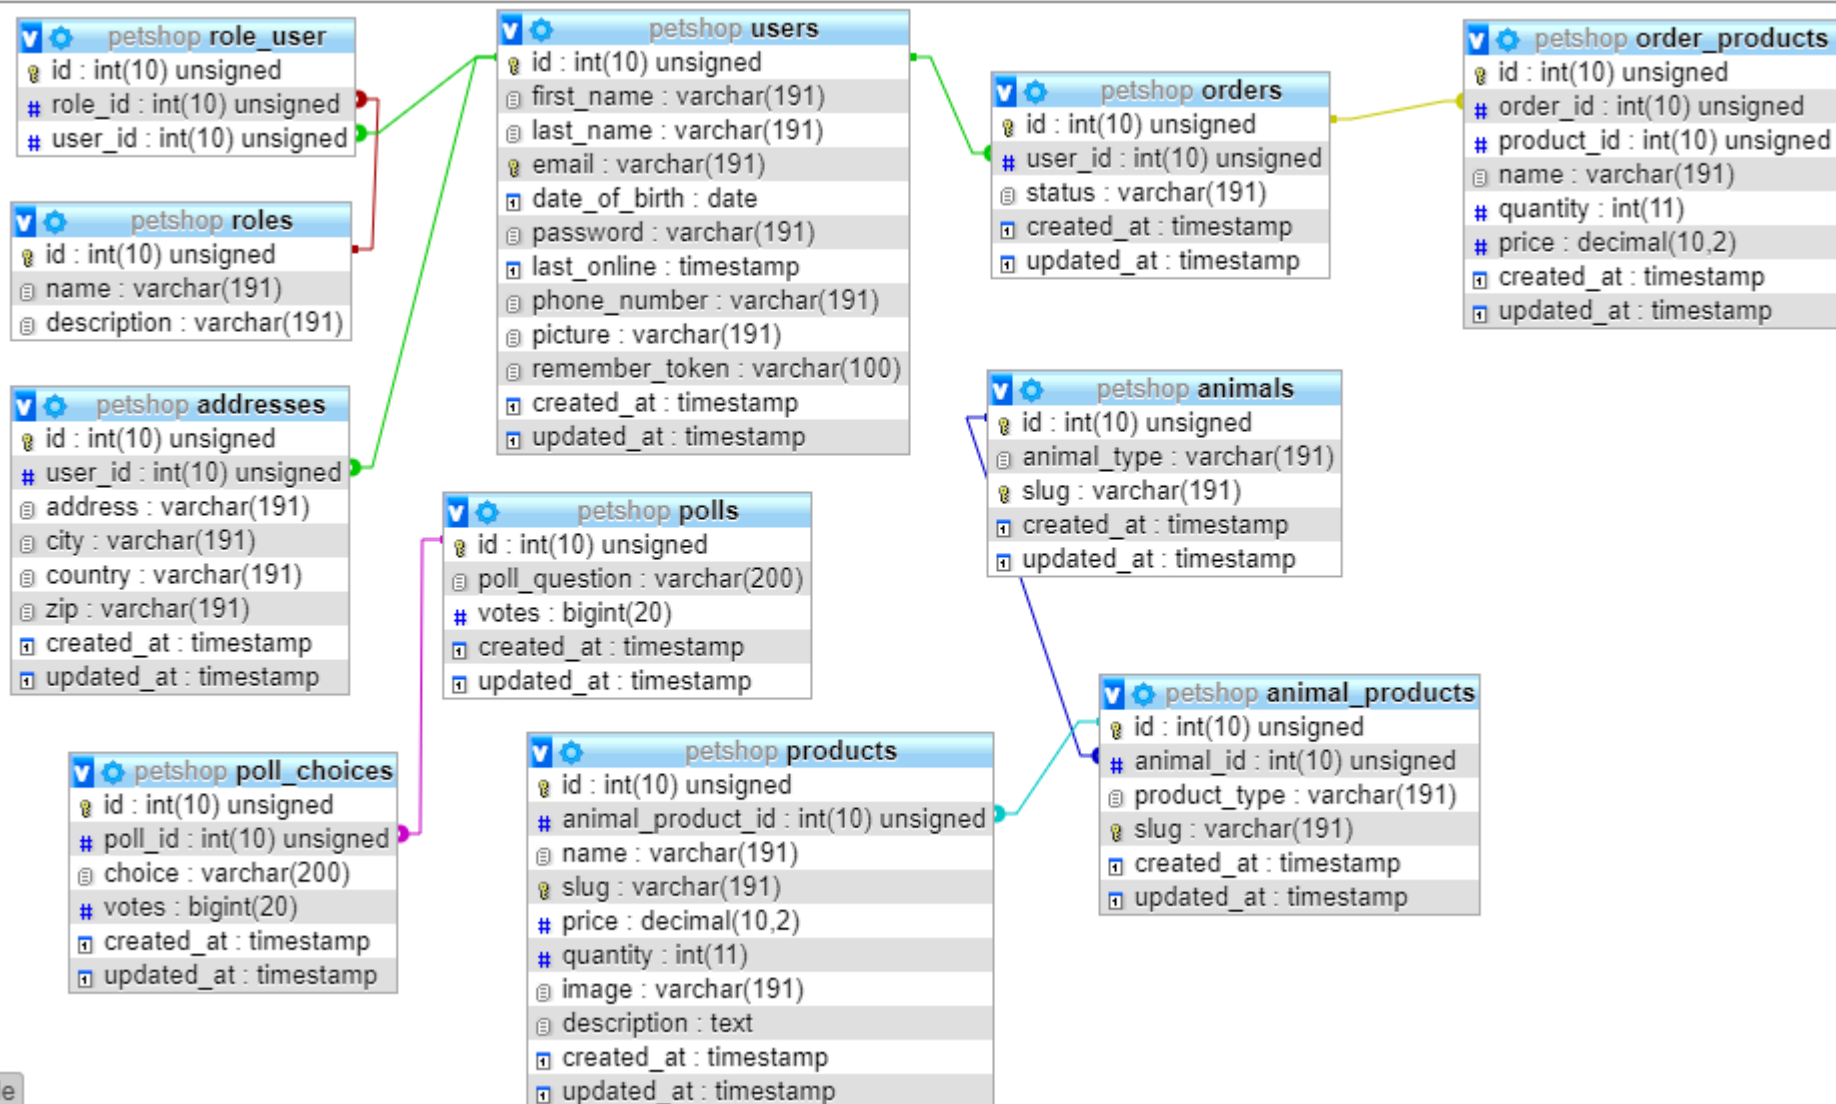 petshop role_user
id : int(10) unsigned
role_id : int(10) unsigned
user_id : int(10) unsigned
petshop roles
id : int(10) unsigned
name : varchar(191)
description : varchar(191)
petshop addresses
id : int(10) unsigned
user_id : int(10) unsigned
address : varchar(191)
city : varchar(191)
country : varchar(191)
zip : varchar(191)
created_at : timestamp
updated_at : timestamp
petshop poll_choices
id : int(10) unsigned
poll_id : int(10) unsigned
choice : varchar(200)
votes : bigint(20)
created_at : timestamp
updated_at : timestamp
petshop users
id : int(10) unsigned
first_name : varchar(191)
last_name : varchar(191)
email : varchar(191)
date_of_birth : date
password : varchar(191)
last_online : timestamp
phone_number : varchar(191)
picture : varchar(191)
remember_token : varchar(100)
created_at : timestamp
updated_at : timestamp
petshop polls
id : int(10) unsigned
poll_question : varchar(200)
votes : bigint(20)
created_at : timestamp
updated_at : timestamp
petshop products
id : int(10) unsigned
animal_product_id : int(10) unsigned
name : varchar(191)
slug : varchar(191)
price : decimal(10,2)
quantity : int(11)
image : varchar(191)
description : text
created_at : timestamp
updated_at : timestamp
petshop orders
id : int(10) unsigned
user_id : int(10) unsigned
status : varchar(191)
created_at : timestamp
updated_at : timestamp
petshop animals
id : int(10) unsigned
animal_type : varchar(191)
slug : varchar(191)
created_at : timestamp
updated_at : timestamp
petshop animal_products
id : int(10) unsigned
animal_id : int(10) unsigned
product_type : varchar(191)
slug : varchar(191)
created_at : timestamp
updated_at : timestamp
petshop order_products
id : int(10) unsigned
order_id : int(10) unsigned
product_id : int(10) unsigned
name : varchar(191)
quantity : int(11)
price : decimal(10,2)
created_at : timestamp
updated_at : timestamp